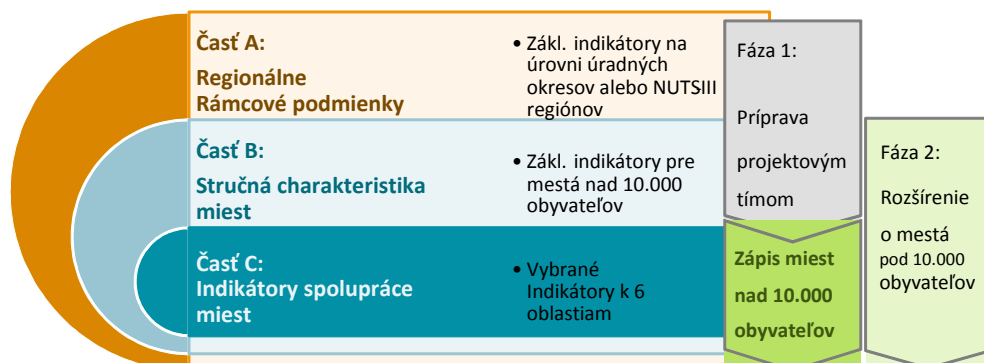 Časť A:
Regionálne
Rámcové podmienky
• Zákl. indikátory na
úrovni úradných
okresov alebo NUTSIII
regiónov
Časť B:
Stručná charakteristika
miest
• Zákl. indikátory pre
mestá nad 10.000
obyvateľov
Časť C:
Indikátory spolupráce
miest
• Vybrané
Indikátory k 6
oblastiam
Fáza 1:
Príprava
projektovým
tímom
Zápis miest
nad 10.000
obyvateľov
Fáza 2:
Rozšírenie
o mestá
pod 10.000
obyvateľov